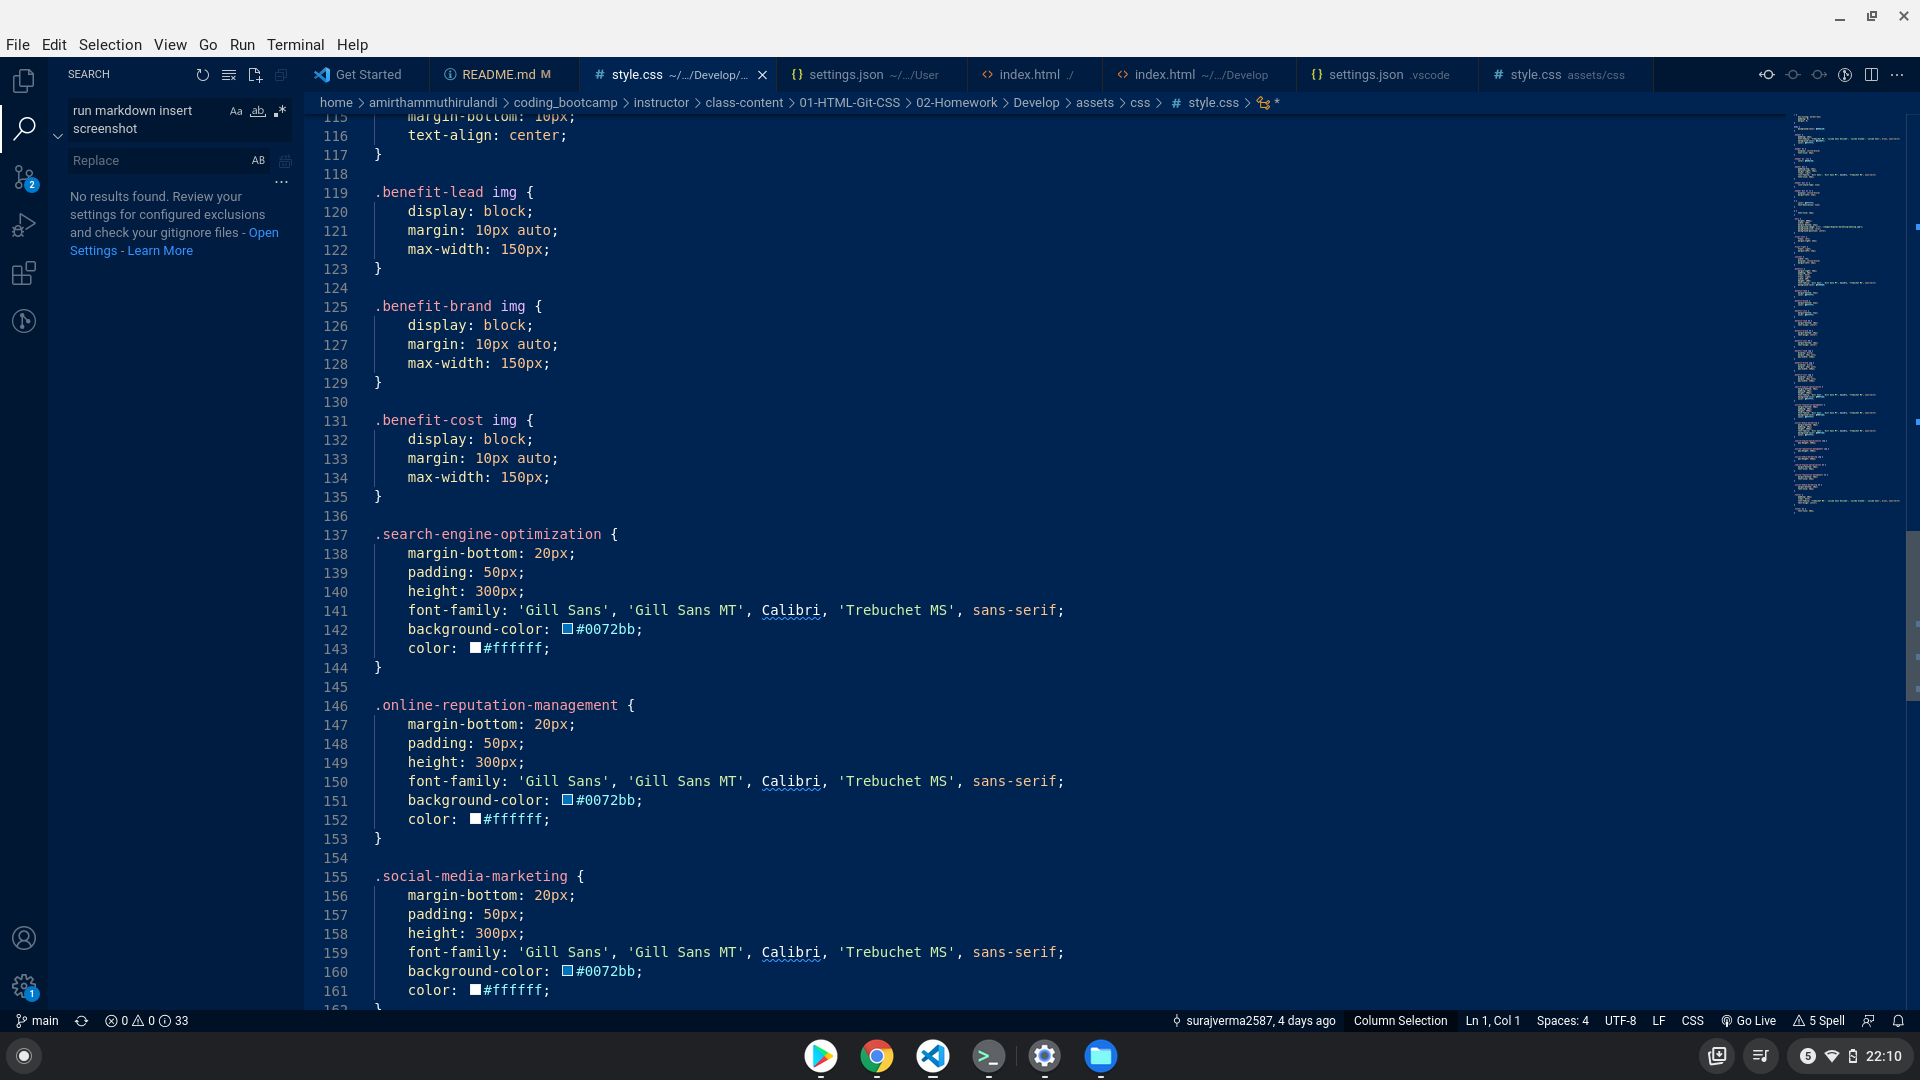 File Edit Selection View Go Run Terminal Help
SEARCH
Get Started
README.md M
style.css ~/.../Develop/...
settings.json ~/.../User
index.html ./
index.html ~/.../Develop
settings.json .vscode
style.css assets/css
home > amirthammuthirulandi > coding_bootcamp > instructor > class-content > 01-HTML-Git-CSS > 02-Homework > Develop > assets > css > # style.css > *
run markdown insert
screenshot
Aa ab .*
Replace
AB
...
No results found. Review your
settings for configured exclusions
and check your gitignore files - Open
Settings - Learn More
115 margin-bottom: 10px;
116 text-align: center;
117 }
118
119 .benefit-lead img {
120 display: block;
121 margin: 10px auto;
122 max-width: 150px;
123 }
124
125 .benefit-brand img {
126 display: block;
127 margin: 10px auto;
128 max-width: 150px;
129 }
130
131 .benefit-cost img {
132 display: block;
133 margin: 10px auto;
134 max-width: 150px;
135 }
136
137 .search-engine-optimization {
138 margin-bottom: 20px;
139 padding: 50px;
140 height: 300px;
141 font-family: 'Gill Sans', 'Gill Sans MT', Calibri, 'Trebuchet MS', sans-serif;
142 background-color: #0072bb;
143 color: #ffffff;
144 }
145
146 .online-reputation-management {
147 margin-bottom: 20px;
148 padding: 50px;
149 height: 300px;
150 font-family: 'Gill Sans', 'Gill Sans MT', Calibri, 'Trebuchet MS', sans-serif;
151 background-color: #0072bb;
152 color: #ffffff;
153 }
154
155 .social-media-marketing {
156 margin-bottom: 20px;
157 padding: 50px;
158 height: 300px;
159 font-family: 'Gill Sans', 'Gill Sans MT', Calibri, 'Trebuchet MS', sans-serif;
160 background-color: #0072bb;
161 color: #ffffff;
162 }
2
1
main 0 0 33
surajverma2587, 4 days ago Column Selection Ln 1, Col 1 Spaces: 4 UTF-8 LF CSS Go Live 5 Spell
5 22:10